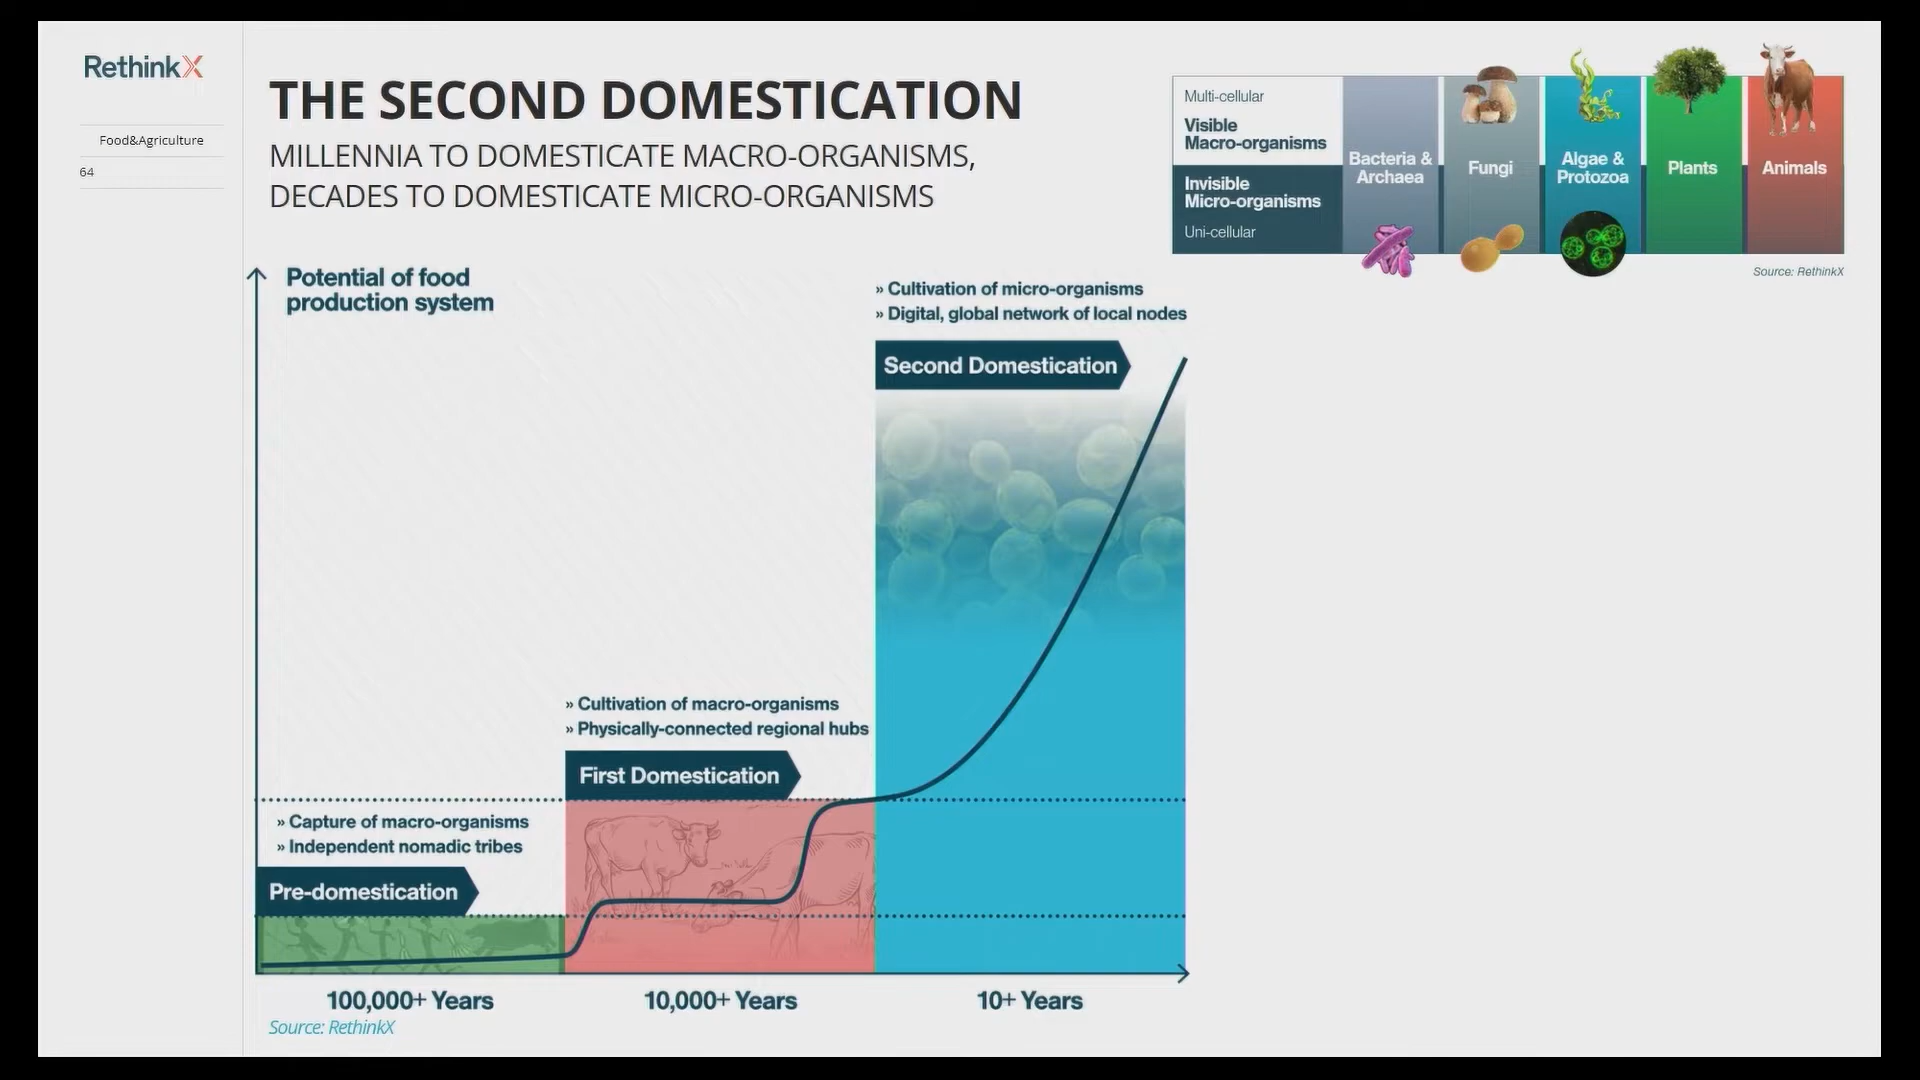 RethinkX
Food&Agriculture
64
THE SECOND DOMESTICATION
MILLENNIA TO DOMESTICATE MACRO-ORGANISMS,
DECADES TO DOMESTICATE MICRO-ORGANISMS
Multi-cellular
Visible
Macro-organisms
Invisible
Micro-organisms
Uni-cellular
Bacteria &
Archaea
Fungi
Algae &
Protozoa
Plants
Animals
Source: RethinkX
Potential of food
production system
» Cultivation of micro-organisms
» Digital, global network of local nodes
Second Domestication
» Cultivation of macro-organisms
» Physically-connected regional hubs
First Domestication
» Capture of macro-organisms
» Independent nomadic tribes
Pre-domestication
100,000+ Years
10,000+ Years
10+ Years
Source: RethinkX